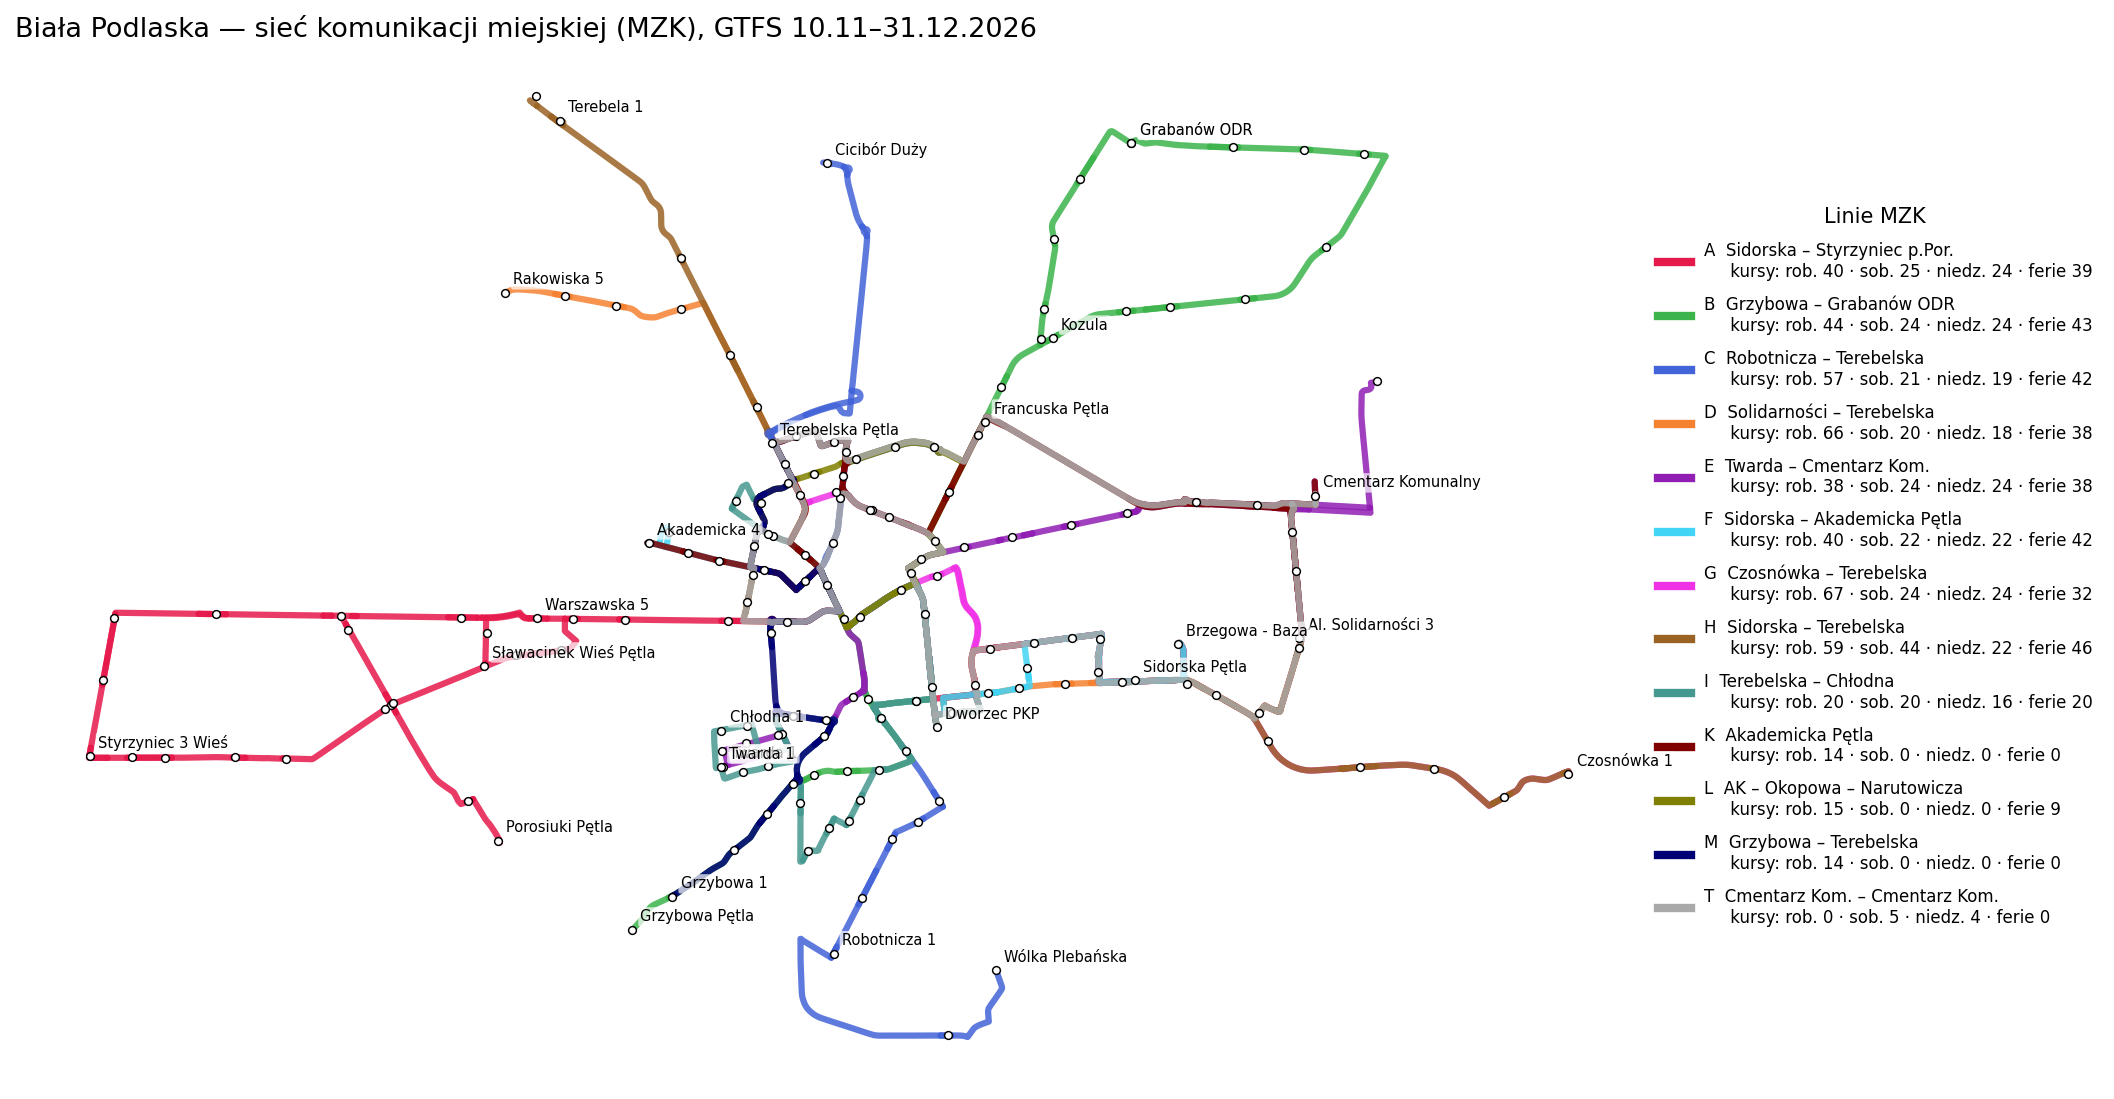 Biała Podlaska — sieć komunikacji miejskiej (MZK), GTFS 10.11–31.12.2026
Terebela 1
Cicibór Duży
Grabanów ODR
Rakowiska 5
Kozula
Francuska Pętla
Terebelska Pętla
Cmentarz Komunalny
Akademicka 4
Warszawska 5
Sławacinek Wieś Pętla
Brzegowa - Baza
Al. Solidarności 3
Sidorska Pętla
Dworzec PKP
Chłodna 1
Styrzyniec 3 Wieś
Twarda 1
Czosnówka 1
Porosiuki Pętla
Grzybowa 1
Grzybowa Pętla
Robotnicza 1
Wólka Plebańska
Linie MZK
A Sidorska – Styrzyniec p.Por.
kursy: rob. 40 · sob. 25 · niedz. 24 · ferie 39
B Grzybowa – Grabanów ODR
kursy: rob. 44 · sob. 24 · niedz. 24 · ferie 43
C Robotnicza – Terebelska
kursy: rob. 57 · sob. 21 · niedz. 19 · ferie 42
D Solidarności – Terebelska
kursy: rob. 66 · sob. 20 · niedz. 18 · ferie 38
E Twarda – Cmentarz Kom.
kursy: rob. 38 · sob. 24 · niedz. 24 · ferie 38
F Sidorska – Akademicka Pętla
kursy: rob. 40 · sob. 22 · niedz. 22 · ferie 42
G Czosnówka – Terebelska
kursy: rob. 67 · sob. 24 · niedz. 24 · ferie 32
H Sidorska – Terebelska
kursy: rob. 59 · sob. 44 · niedz. 22 · ferie 46
I Terebelska – Chłodna
kursy: rob. 20 · sob. 20 · niedz. 16 · ferie 20
K Akademicka Pętla
kursy: rob. 14 · sob. 0 · niedz. 0 · ferie 0
L AK – Okopowa – Narutowicza
kursy: rob. 15 · sob. 0 · niedz. 0 · ferie 9
M Grzybowa – Terebelska
kursy: rob. 14 · sob. 0 · niedz. 0 · ferie 0
T Cmentarz Kom. – Cmentarz Kom.
kursy: rob. 0 · sob. 5 · niedz. 4 · ferie 0